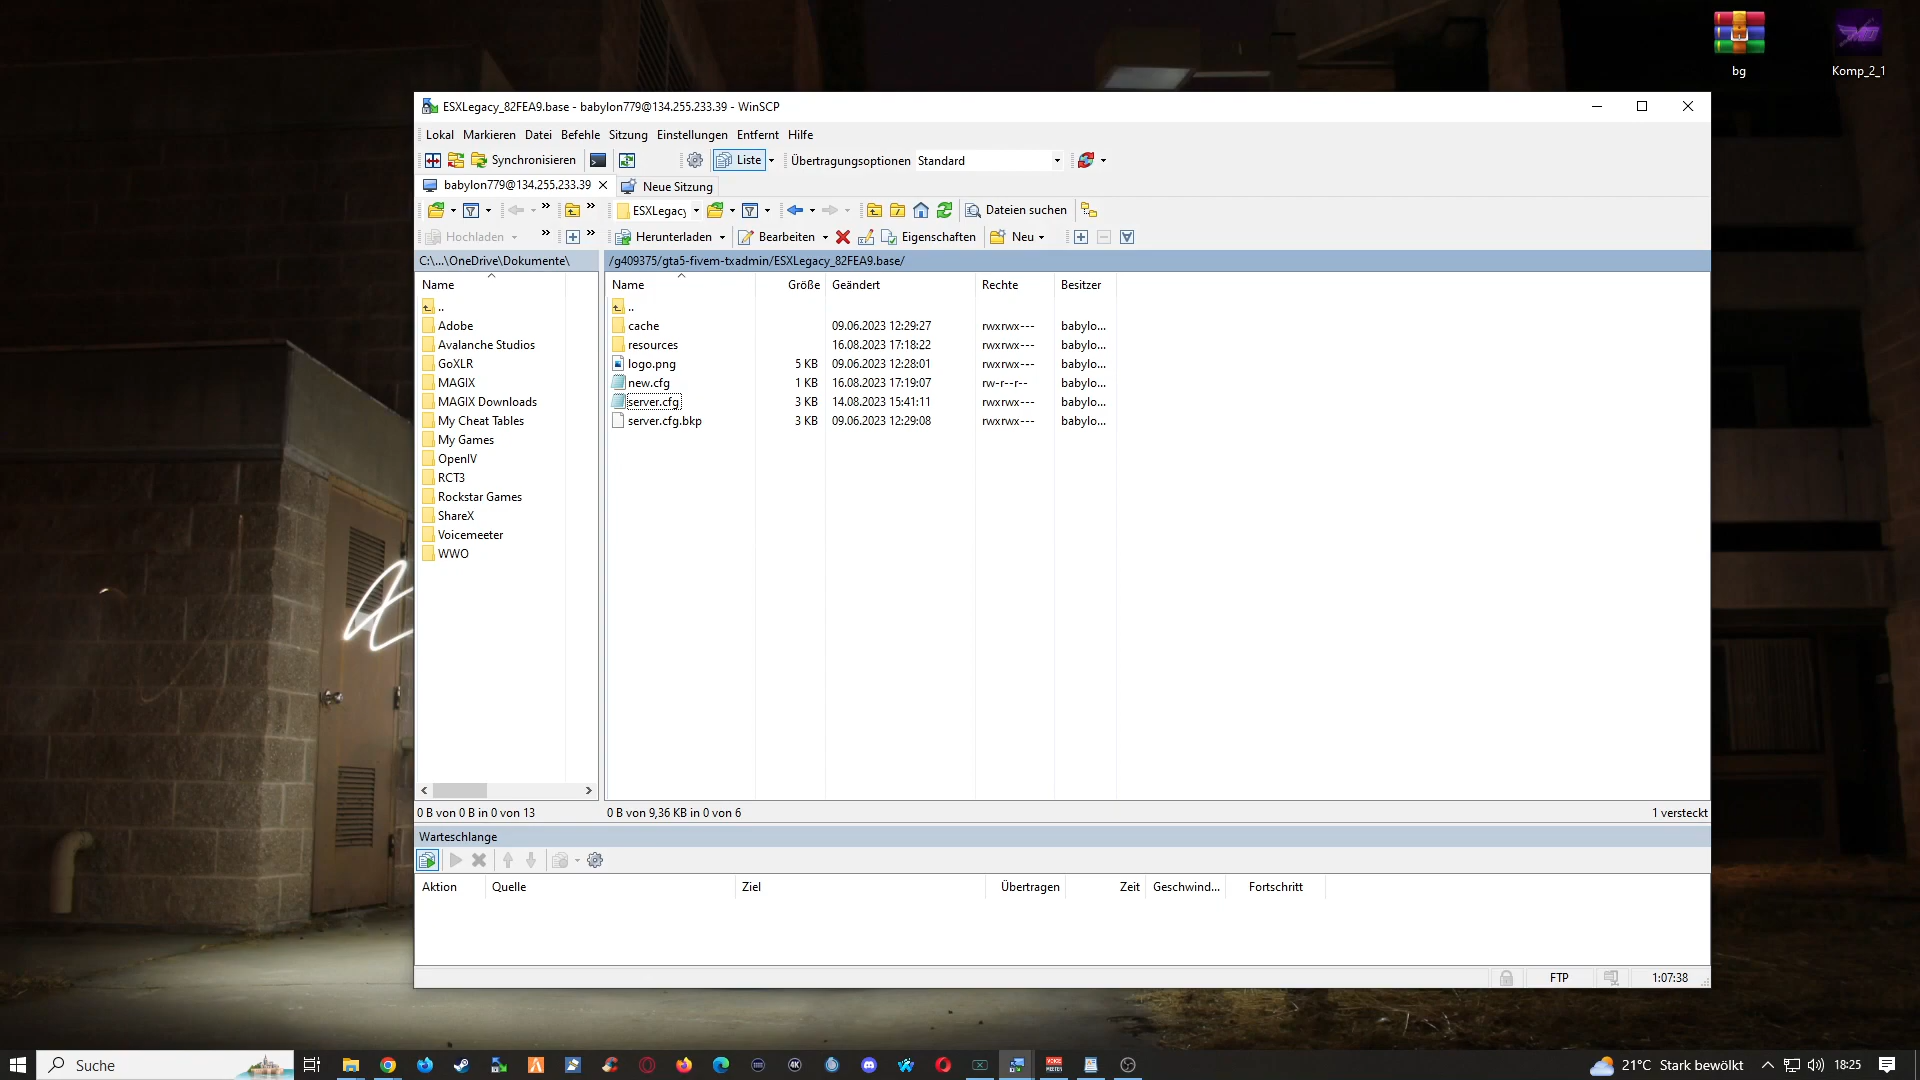 bg
Komp_2_1
ESXLegacy_82FEA9.base - babylon779@134.255.233.39 - WinSCP
Lokal Markieren Datei Befehle Sitzung Einstellungen Entfernt Hilfe
Synchronisieren Liste Übertragungsoptionen Standard
babylon779@134.255.233.39 Neue Sitzung
ESXLegacy Dateien suchen
Hochladen Herunterladen Bearbeiten Eigenschaften Neu
C:\...\OneDrive\Dokumente\ /g409375/gta5-fivem-txadmin/ESXLegacy_82FEA9.base/
Name
..
Adobe
Avalanche Studios
GoXLR
MAGIX
MAGIX Downloads
My Cheat Tables
My Games
OpenIV
RCT3
Rockstar Games
ShareX
Voicemeeter
WWO
Name Größe Geändert Rechte Besitzer
..
cache 09.06.2023 12:29:27 rwxrwx--- babylo...
resources 16.08.2023 17:18:22 rwxrwx--- babylo...
logo.png 5 KB 09.06.2023 12:28:01 rwxrwx--- babylo...
new.cfg 1 KB 16.08.2023 17:19:07 rw-r--r-- babylo...
server.cfg 3 KB 14.08.2023 15:41:11 rwxrwx--- babylo...
server.cfg.bkp 3 KB 09.06.2023 12:29:08 rwxrwx--- babylo...
0 B von 0 B in 0 von 13 0 B von 9,36 KB in 0 von 6 1 versteckt
Warteschlange
Aktion Quelle Ziel Übertragen Zeit Geschwind... Fortschritt
FTP 1:07:38
Suche 4K 21°C Stark bewölkt 18:25